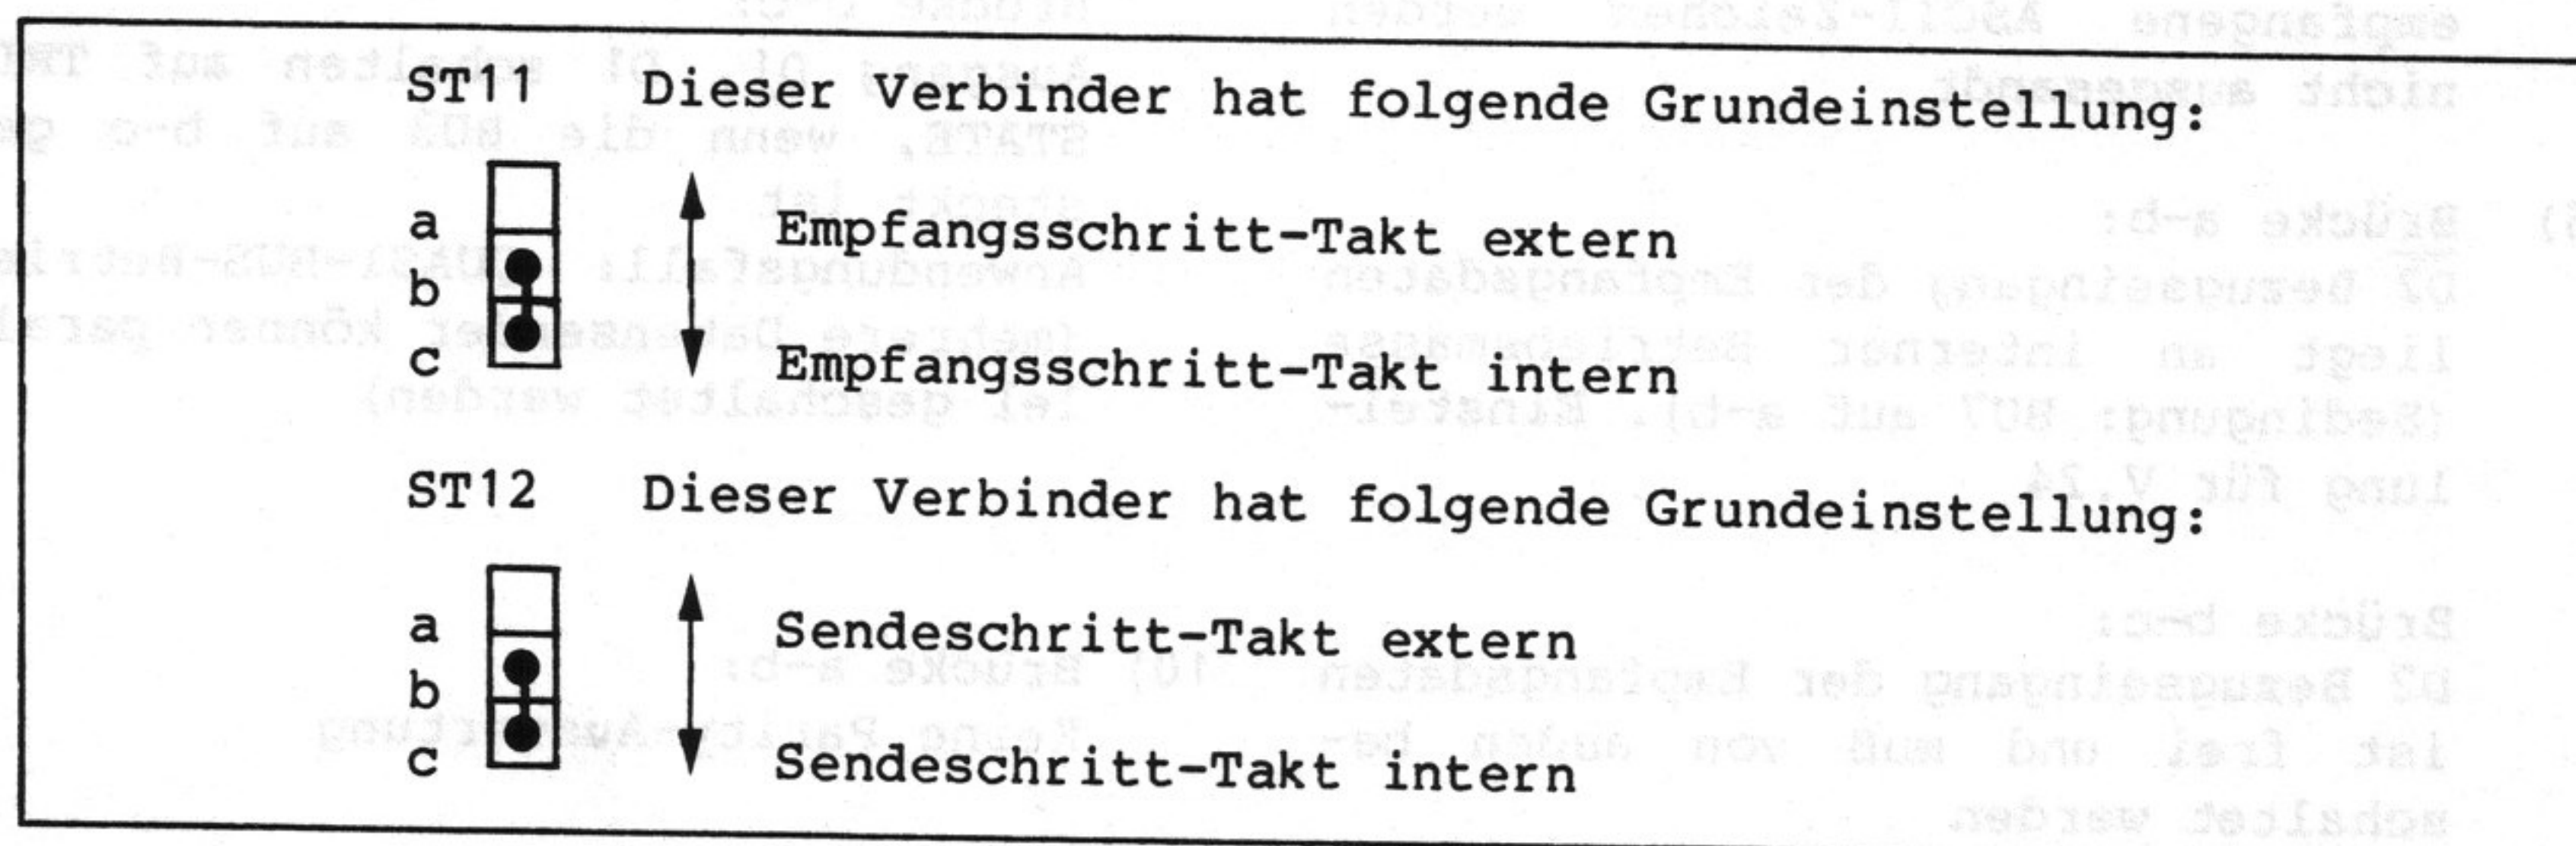 ST11 Dieser Verbinder hat folgende Grundeinstellung:
a Empfangsschritt-Takt extern
b
c Empfangsschritt-Takt intern
ST12 Dieser Verbinder hat folgende Grundeinstellung:
a Sendeschritt-Takt extern
b
c Sendeschritt-Takt intern